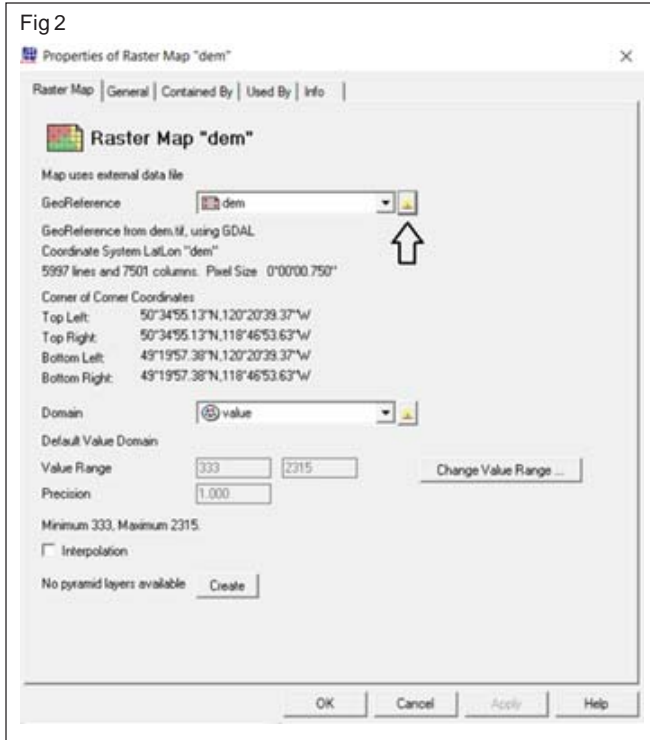 Fig 2
Properties of Raster Map "dem"
Raster Map General Contained By Used By Info
Raster Map "dem"
Map uses external data file
GeoReference dem
GeoReference from dem.tif, using GDAL
Coordinate System LatLon "dem"
5997 lines and 7501 columns. Pixel Size 0°00'00.750"
Corner of Corner Coordinates
Top Left: 50°34'55.13"N,120°20'39.37"W
Top Right: 50°34'55.13"N,118°46'53.63"W
Bottom Left: 49°19'57.38"N,120°20'39.37"W
Bottom Right: 49°19'57.38"N,118°46'53.63"W
Domain value
Default Value Domain
Value Range 333 2315 Change Value Range ...
Precision 1.000
Minimum 333, Maximum 2315.
Interpolation
No pyramid layers available Create
OK Cancel Apply Help